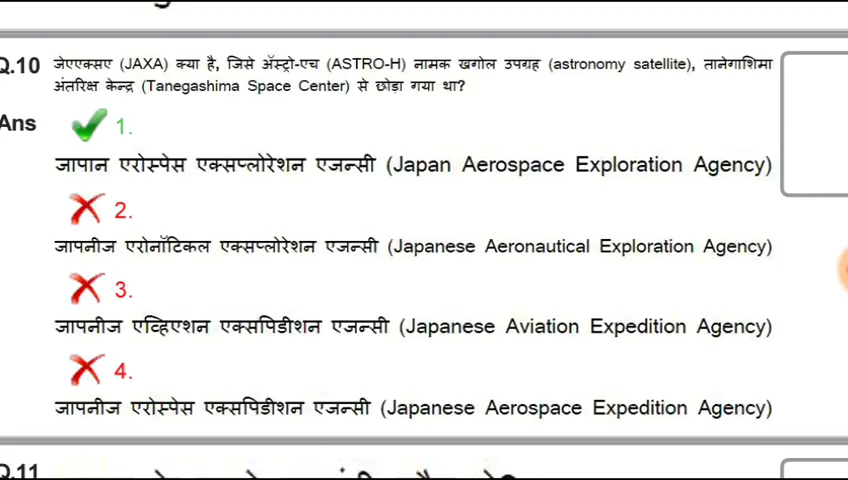 Q.10 जेएएक्सए (JAXA) क्या है, जिसे ॲस्ट्रो-एच (ASTRO-H) नामक खगोल उपग्रह (astronomy satellite), तानेगाशिमा
अंतरिक्ष केन्द्र (Tanegashima Space Center) से छोड़ा गया था?
Ans 1.
जापान एरोस्पेस एक्सप्लोरेशन एजन्सी (Japan Aerospace Exploration Agency)
2.
जापनीज एरोनॉटिकल एक्सप्लोरेशन एजन्सी (Japanese Aeronautical Exploration Agency)
3.
जापनीज एव्हिएशन एक्सपिडीशन एजन्सी (Japanese Aviation Expedition Agency)
4.
जापनीज एरोस्पेस एक्सपिडीशन एजन्सी (Japanese Aerospace Expedition Agency)
Q.11